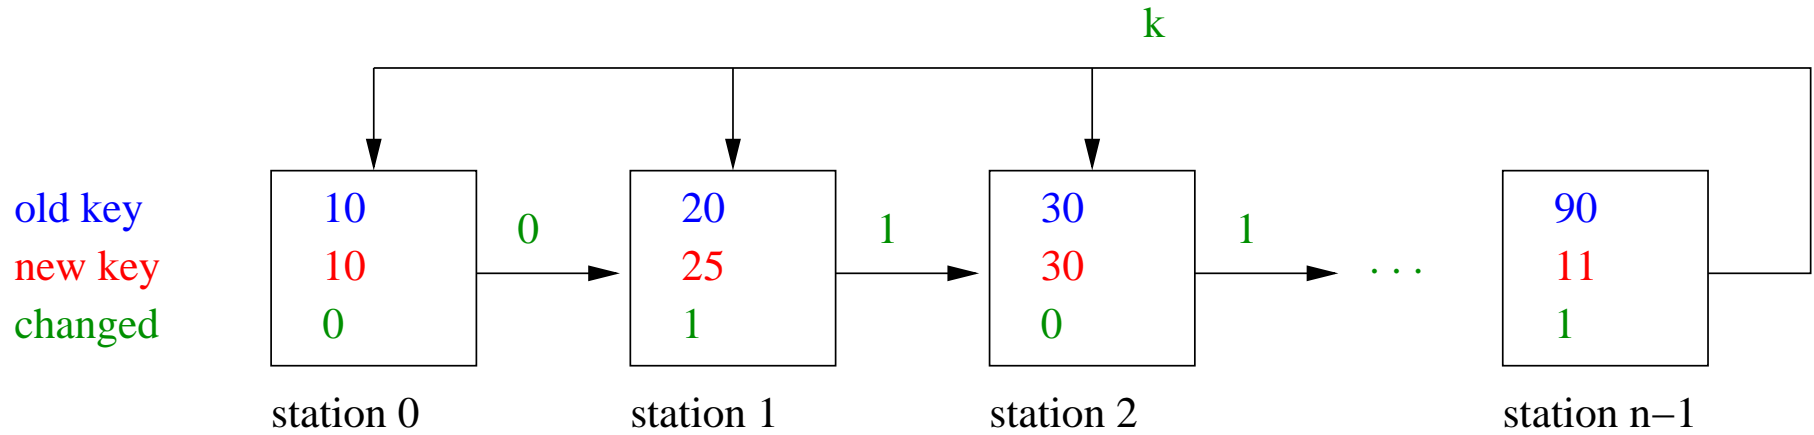 k
old key 10 20 30 90
0 1 1
new key 10 25 30 . . . 11
changed 0 1 0 1
station 0 station 1 station 2 station n−1